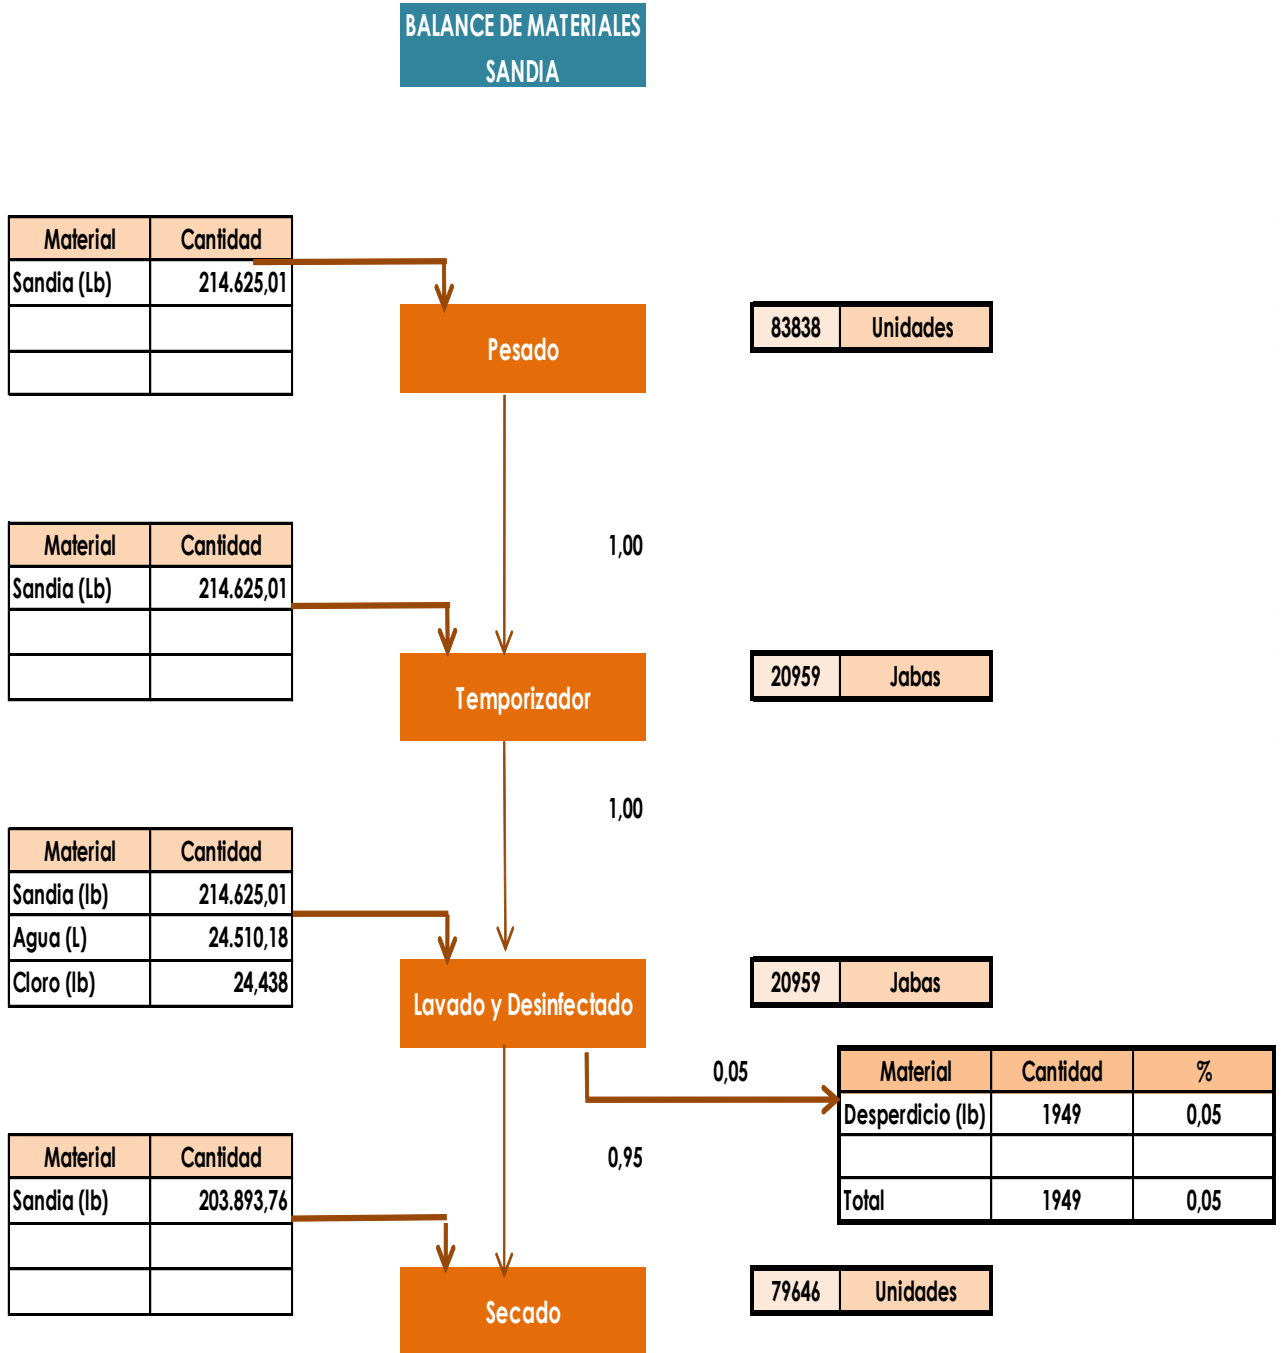 BALANCE DE MATERIALES
SANDIA
Material Cantidad
Sandia (Lb) 214.625,01
Pesado
83838 Unidades
1,00
Material Cantidad
Sandia (Lb) 214.625,01
Temporizador
20959 Jabas
1,00
Material Cantidad
Sandia (lb) 214.625,01
Agua (L) 24.510,18
Cloro (lb) 24,438
Lavado y Desinfectado
20959 Jabas
0,05
Material Cantidad %
Desperdicio (lb) 1949 0,05
Total 1949 0,05
0,95
Material Cantidad
Sandia (lb) 203.893,76
Secado
79646 Unidades